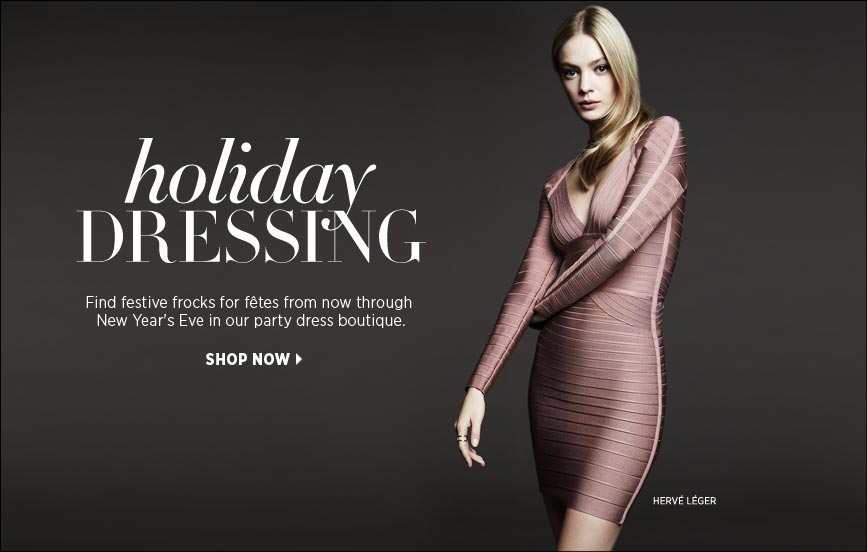 holiday
DRESSING
Find festive frocks for fêtes from now through
New Year's Eve in our party dress boutique.
SHOP NOW
HERVÉ LÉGER